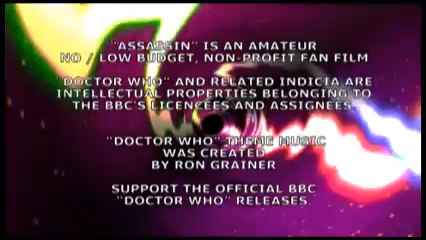 "ASSASSIN" IS AN AMATEUR
NO / LOW BUDGET, NON-PROFIT FAN FILM
"DOCTOR WHO" AND RELATED INDICIA ARE
INTELLECTUAL PROPERTIES BELONGING TO
THE BBC'S LICENCEES AND ASSIGNEES.
"DOCTOR WHO" THEME MUSIC
WAS CREATED
BY RON GRAINER
SUPPORT THE OFFICIAL BBC
"DOCTOR WHO" RELEASES.